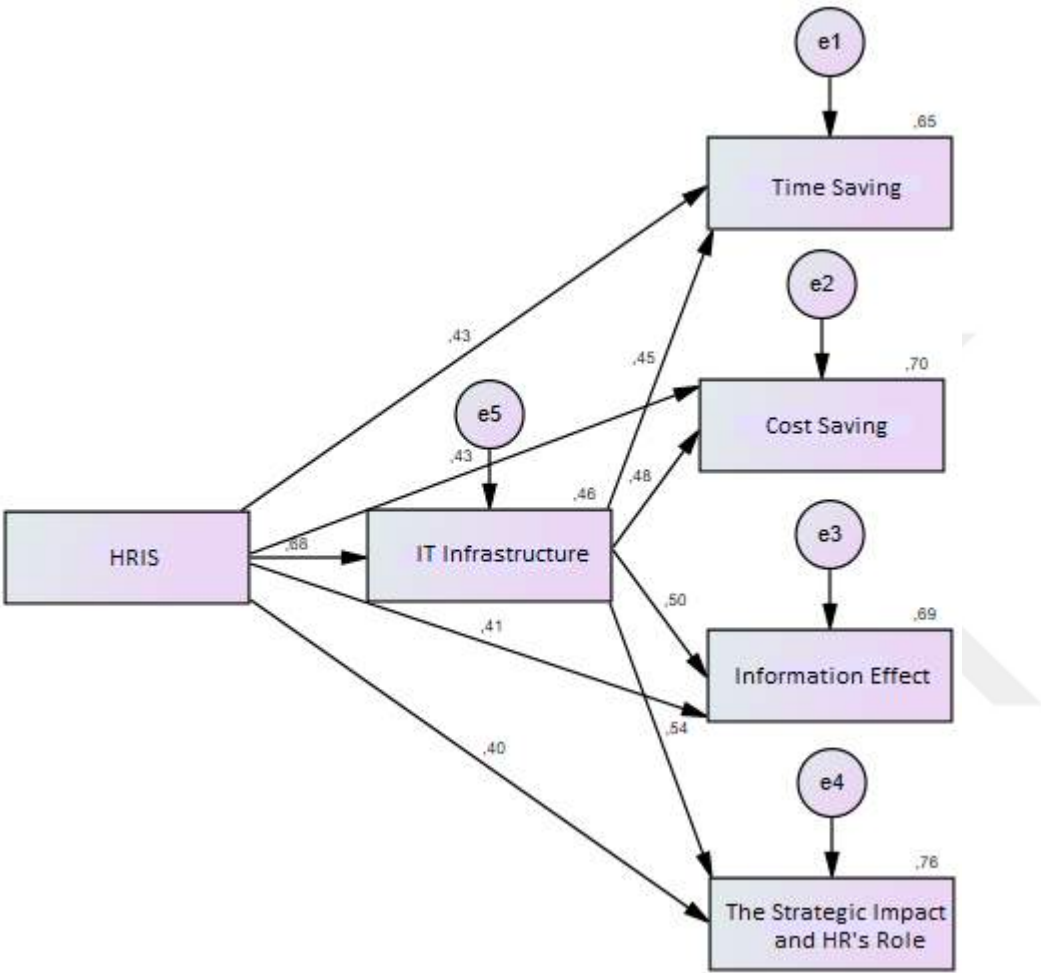 e1
,65
Time Saving
e2
,43
,45
,70
Cost Saving
e5
,43
,48
,46
e3
HRIS
,68
IT Infrastructure
,50
,69
,41
Information Effect
,54
,40
e4
,76
The Strategic Impact
and HR's Role